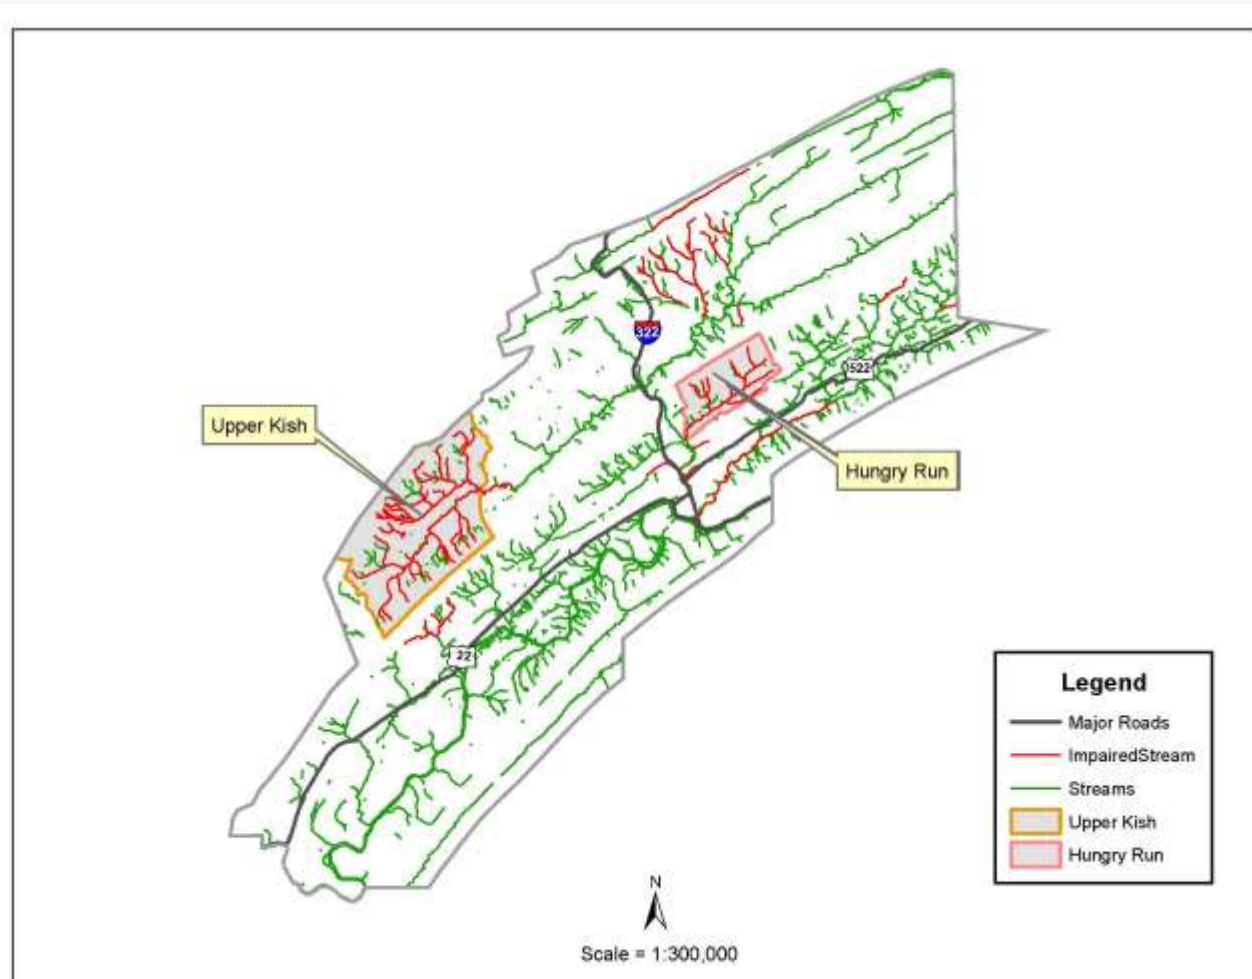 322
522
Upper Kish
Hungry Run
22
Legend
Major Roads
ImpairedStream
Streams
Upper Kish
Hungry Run
N
Scale = 1:300,000